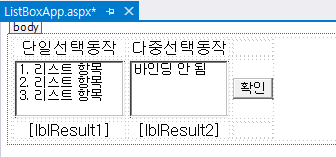 ListBoxApp.aspx*
body
단일선택동작 다중선택동작
1. 리스트 항목
2. 리스트 항목
3. 리스트 항목
바인딩 안 됨
확인
[lblResult1] [lblResult2]